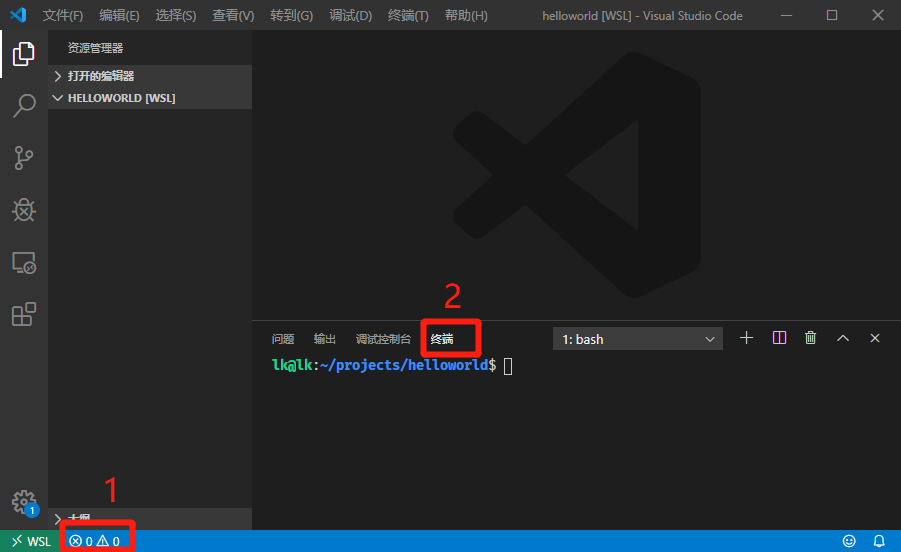 文件(F) 编辑(E) 选择(S) 查看(V) 转到(G) 调试(D) 终端(T) 帮助(H) helloworld [WSL] - Visual Studio Code
资源管理器
打开的编辑器
HELLOWORLD [WSL]
2
问题 输出 调试控制台 终端 1: bash
lk@lk:~/projects/helloworld$
1
1
大纲
WSL 0 0